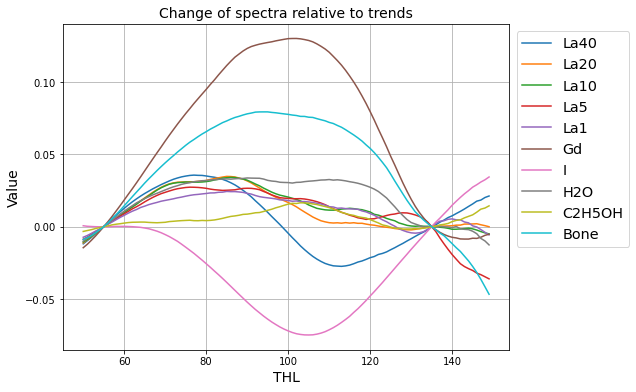 Change of spectra relative to trends
Value
0.10
0.05
0.00
−0.05
60
80
100
120
140
THL
La40
La20
La10
La5
La1
Gd
I
H2O
C2H5OH
Bone